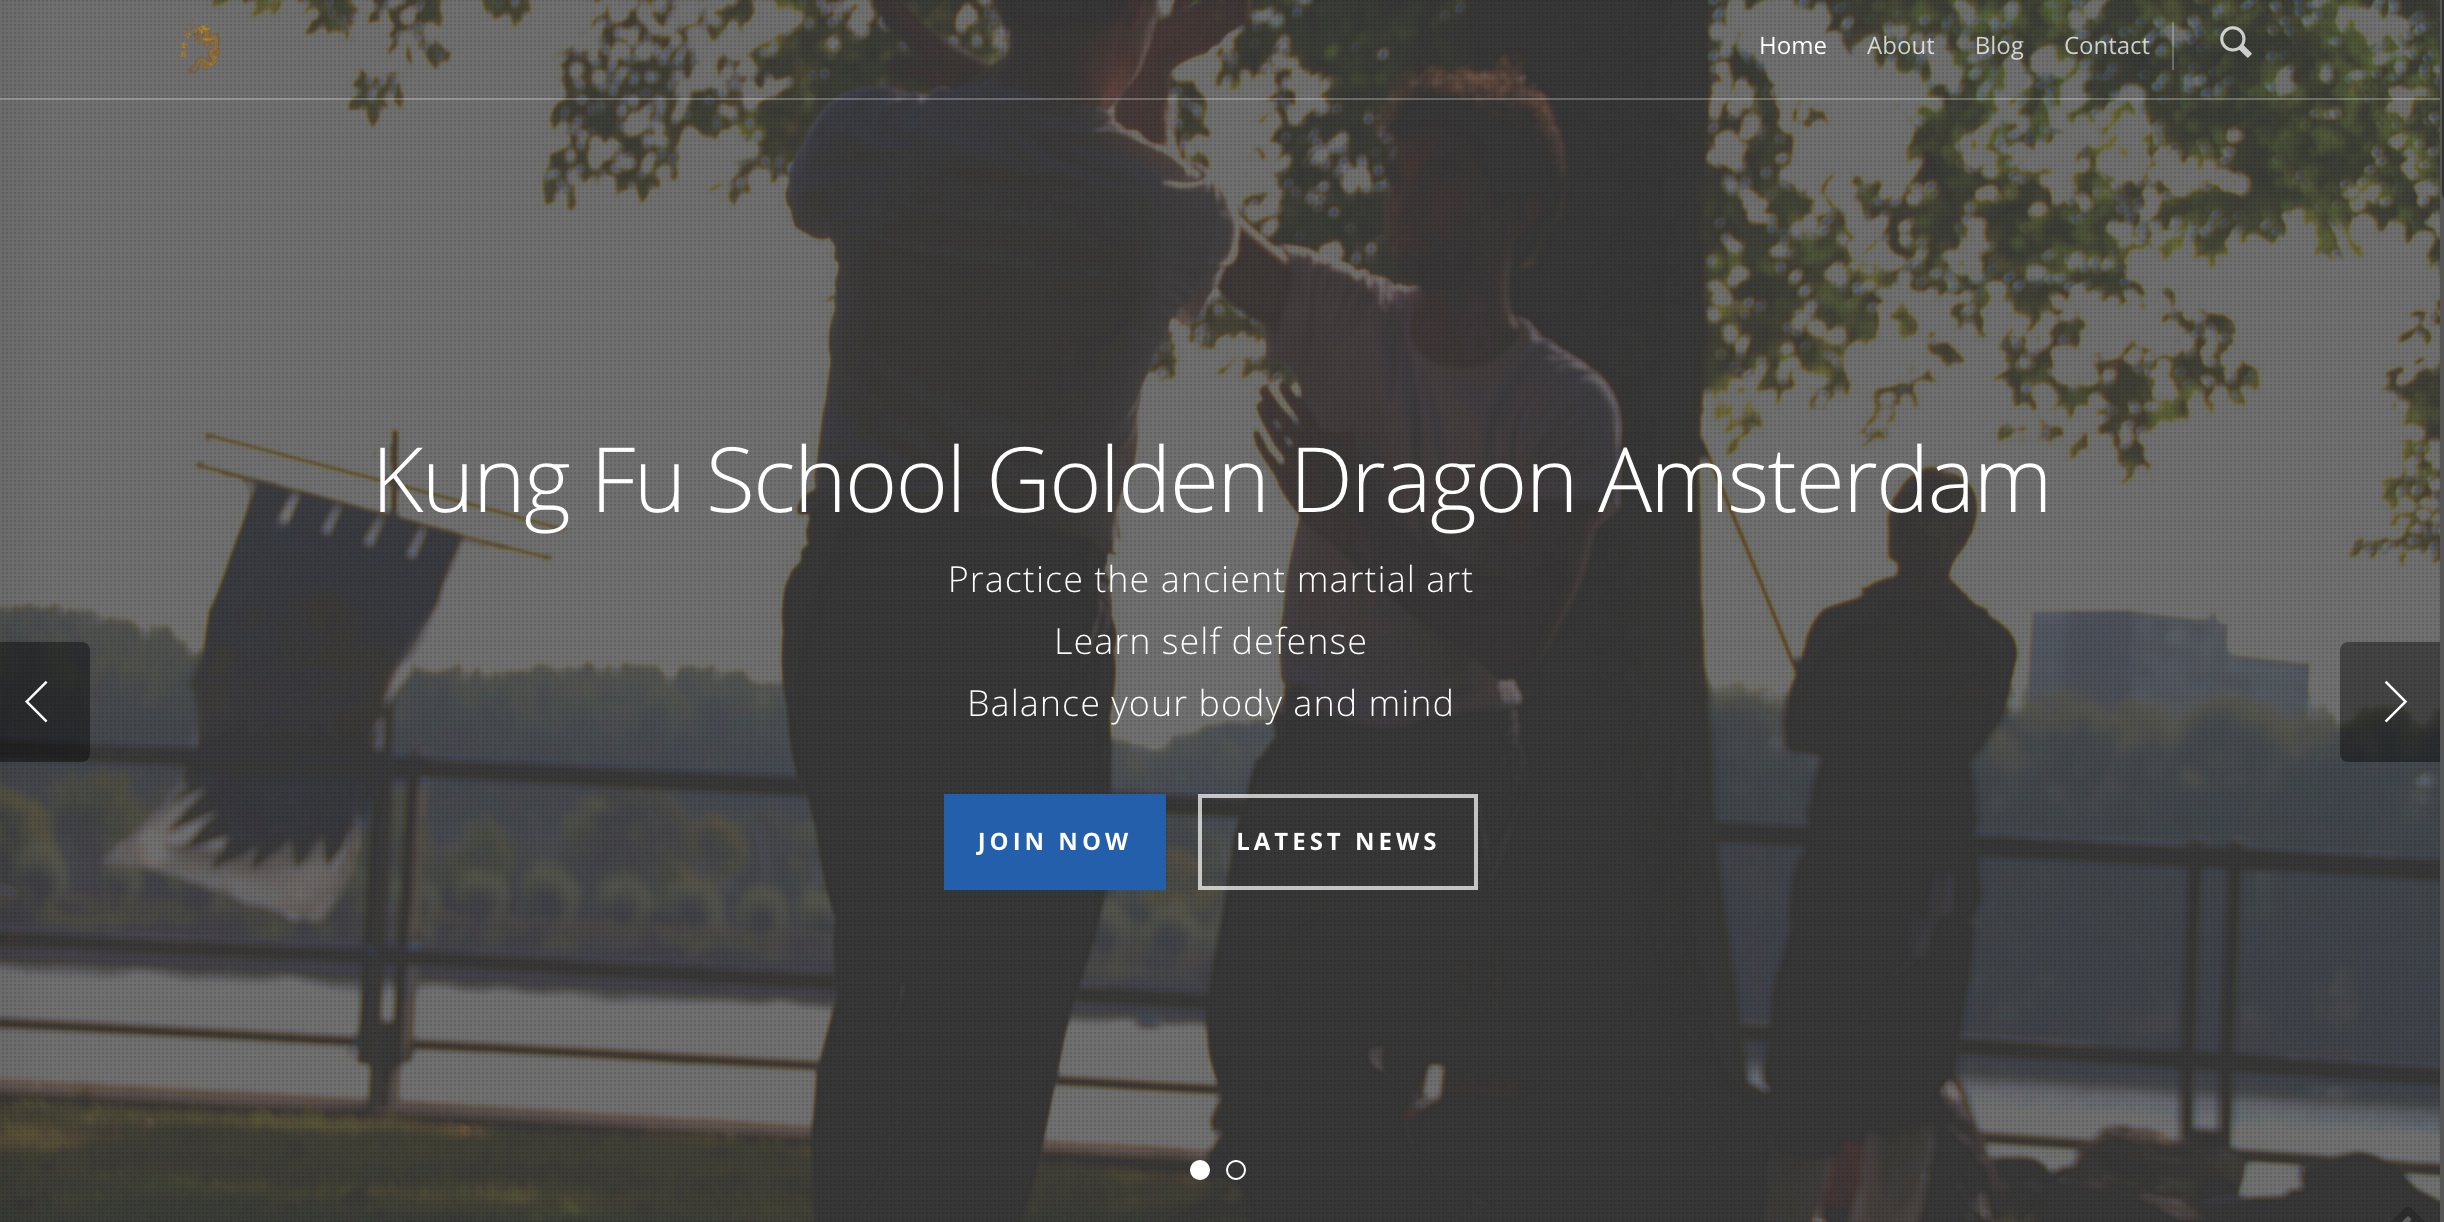 Home About Blog Contact
Kung Fu School Golden Dragon Amsterdam
Practice the ancient martial art
Learn self defense
Balance your body and mind
JOIN NOW LATEST NEWS